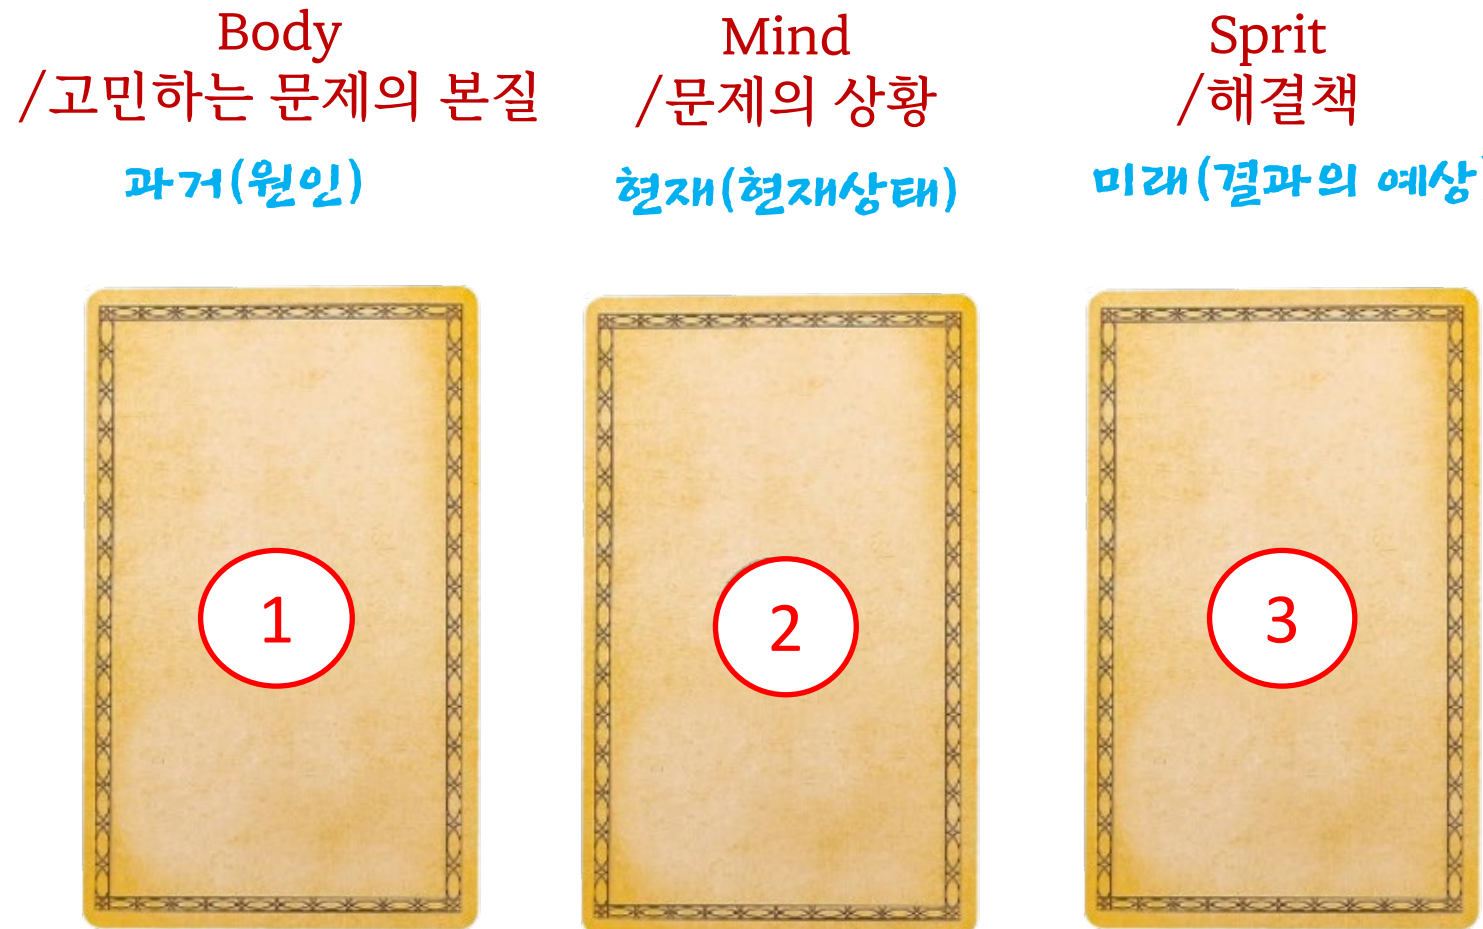 Body
/고민하는 문제의 본질
과거(원인)
Mind
/문제의 상황
현재(현재상태)
Sprit
/해결책
미래(결과의 예상
1
2
3